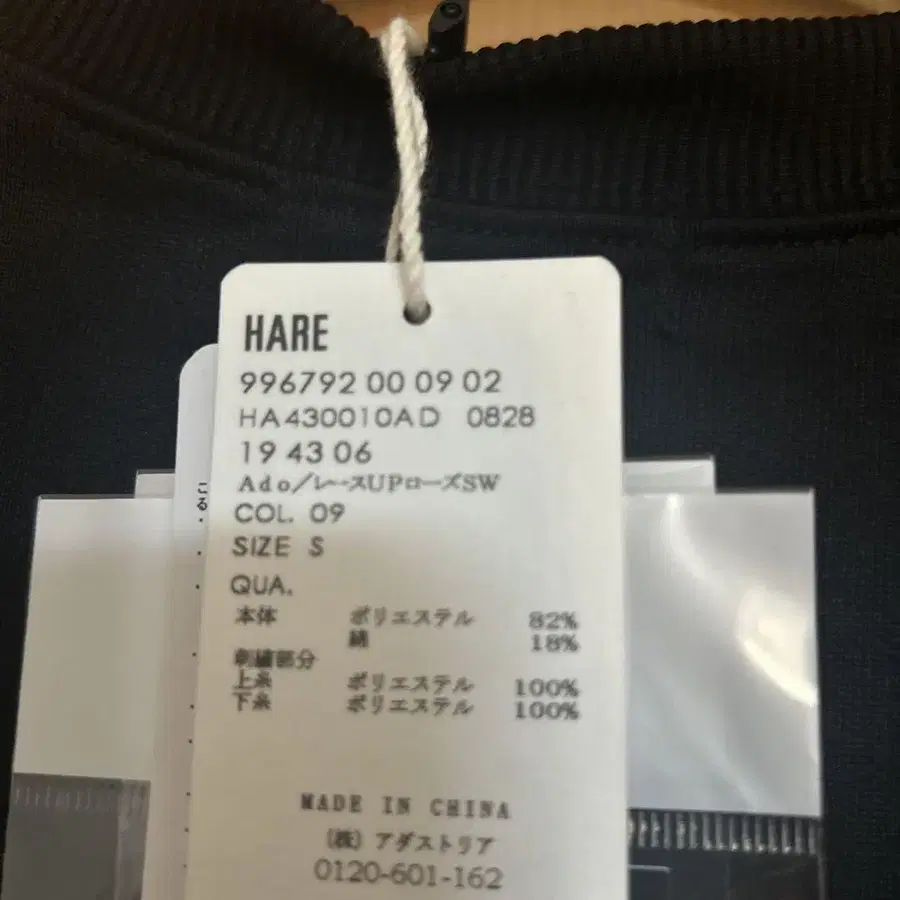 HARE
996792 00 09 02
HA430010AD 0828
19 43 06
Ado/レースUPローズSW
COL. 09
SIZE S
QUA.
本体 ポリエステル 82%
綿 18%
刺繍部分
上糸 ポリエステル 100%
下糸 ポリエステル 100%
MADE IN CHINA
(株) アダストリア
0120-601-162